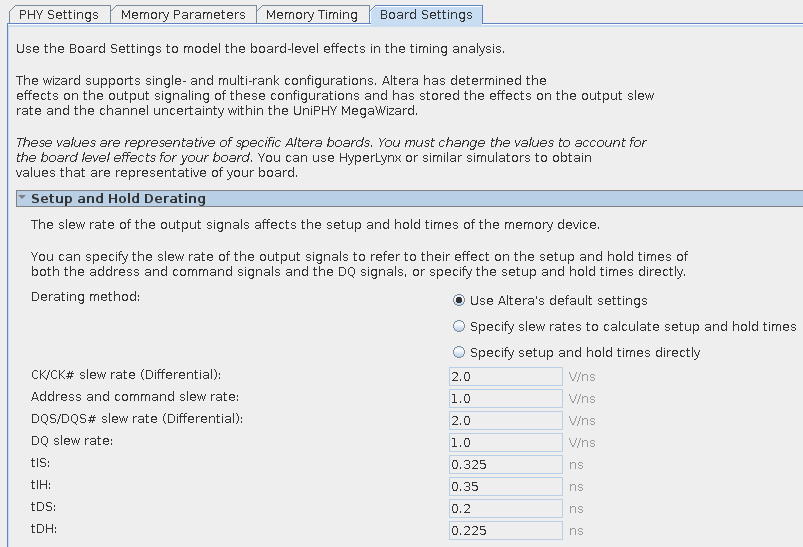 PHY Settings Memory Parameters Memory Timing Board Settings
Use the Board Settings to model the board-level effects in the timing analysis.
The wizard supports single- and multi-rank configurations. Altera has determined the
effects on the output signaling of these configurations and has stored the effects on the output slew
rate and the channel uncertainty within the UniPHY MegaWizard.
These values are representative of specific Altera boards. You must change the values to account for
the board level effects for your board. You can use HyperLynx or similar simulators to obtain
values that are representative of your board.
Setup and Hold Derating
The slew rate of the output signals affects the setup and hold times of the memory device.
You can specify the slew rate of the output signals to refer to their effect on the setup and hold times of
both the address and command signals and the DQ signals, or specify the setup and hold times directly.
Derating method:
Use Altera's default settings
Specify slew rates to calculate setup and hold times
Specify setup and hold times directly
CK/CK# slew rate (Differential): 2.0 V/ns
Address and command slew rate: 1.0 V/ns
DQS/DQS# slew rate (Differential): 2.0 V/ns
DQ slew rate: 1.0 V/ns
tIS: 0.325 ns
tIH: 0.35 ns
tDS: 0.2 ns
tDH: 0.225 ns